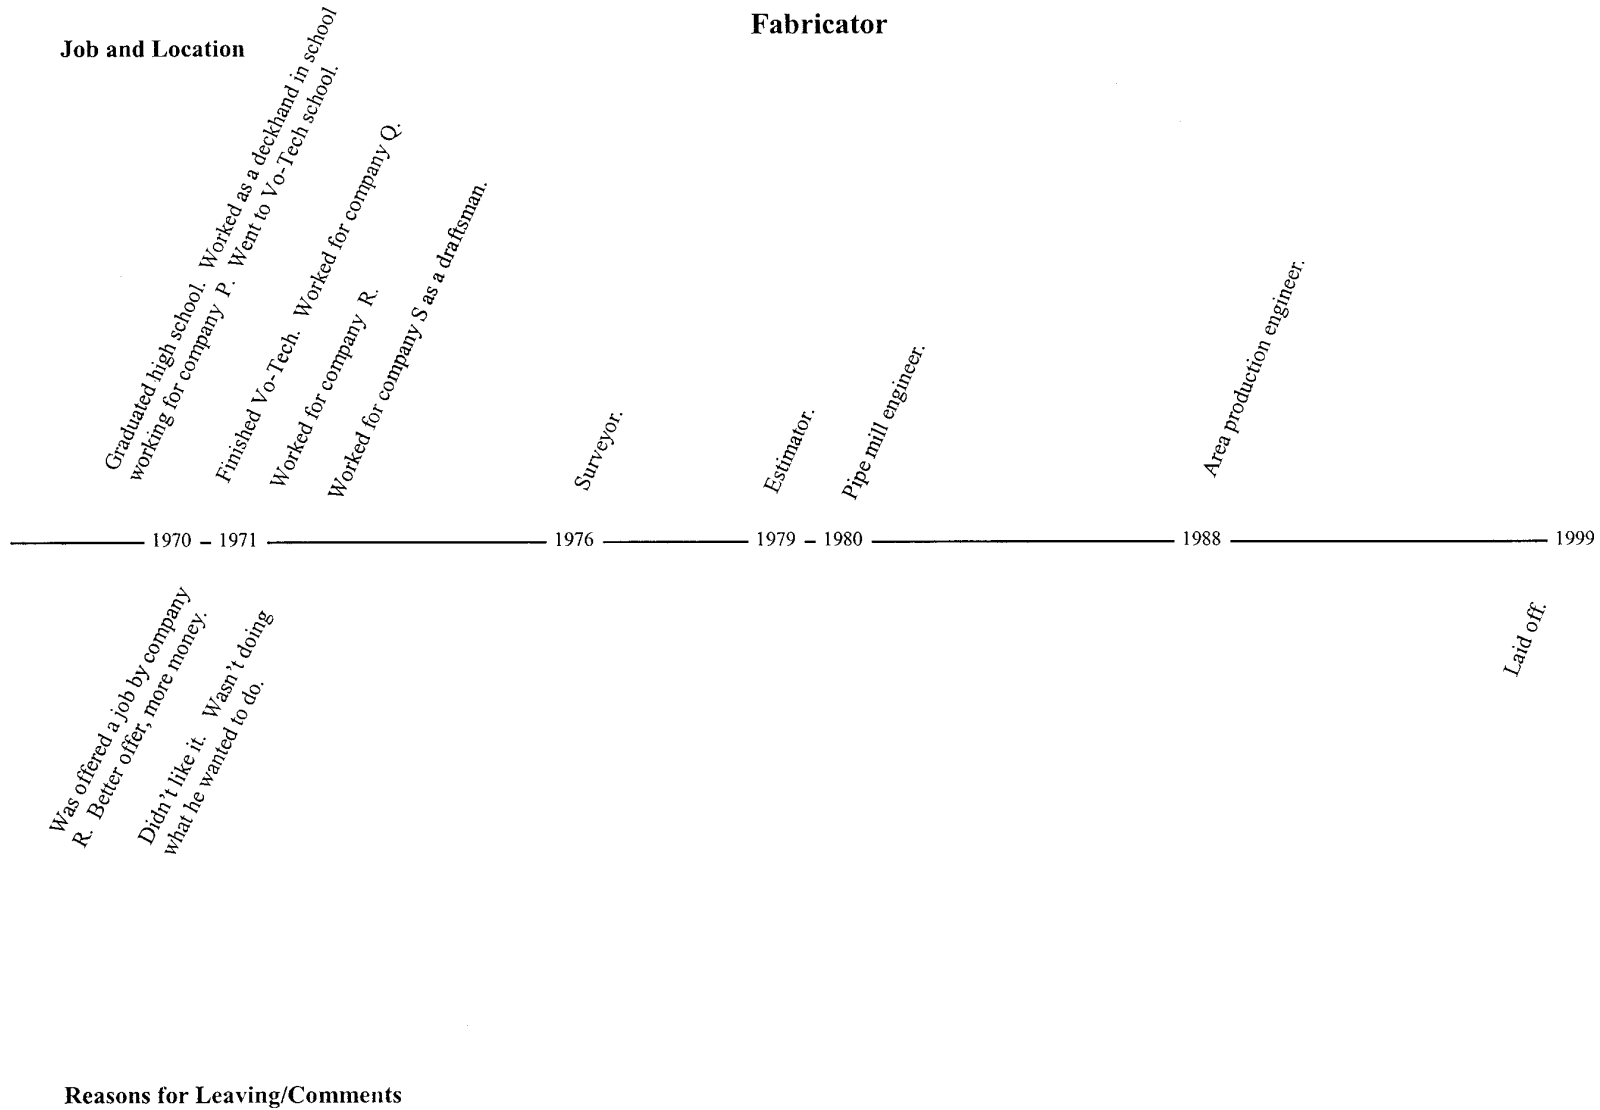 Fabricator
Job and Location
Graduated high school. Worked as a deckhand in school
working for company P. Went to Vo-Tech school.
Finished Vo-Tech. Worked for company Q.
Worked for company R.
Worked for company S as a draftsman.
Surveyor.
Estimator.
Pipe mill engineer.
Area production engineer.
1970 – 1971 1976 1979 – 1980 1988 1999
Was offered a job by company
R. Better offer, more money.
Didn't like it. Wasn't doing
what he wanted to do.
Laid off.
Reasons for Leaving/Comments